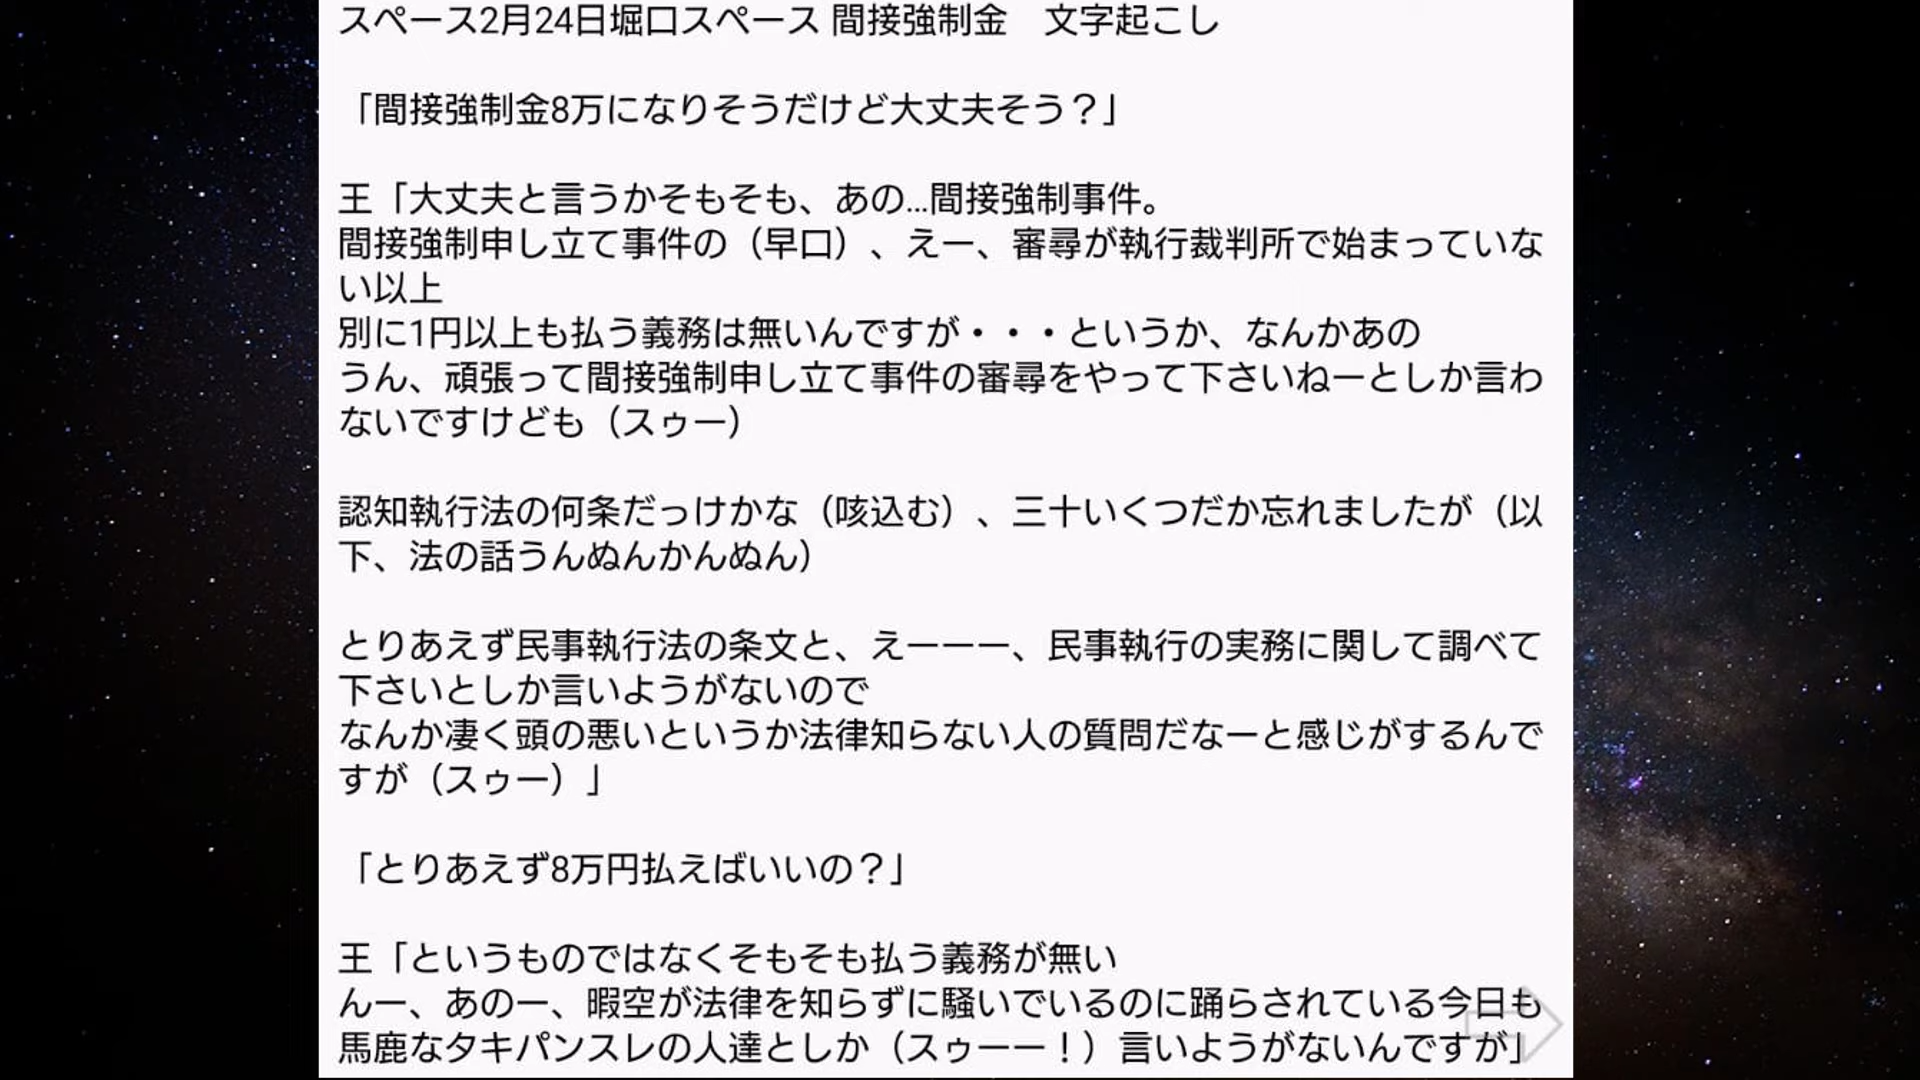 スペース2月24日堀口スペース 間接強制金　文字起こし
「間接強制金8万になりそうだけど大丈夫そう？」
王「大丈夫と言うかそもそも、あの…間接強制事件。
間接強制申し立て事件の（早口）、えー、審尋が執行裁判所で始まっていな
い以上
別に1円以上も払う義務は無いんですが・・・というか、なんかあの
うん、頑張って間接強制申し立て事件の審尋をやって下さいねーとしか言わ
ないですけども（スゥー）
認知執行法の何条だっけかな（咳込む）、三十いくつだか忘れましたが（以
下、法の話うんぬんかんぬん）
とりあえず民事執行法の条文と、えーーー、民事執行の実務に関して調べて
下さいとしか言いようがないので
なんか凄く頭の悪いというか法律知らない人の質問だなーと感じがするんで
すが（スゥー）」
「とりあえず8万円払えばいいの？」
王「というものではなくそもそも払う義務が無い
んー、あのー、暇空が法律を知らずに騒いでいるのに踊らされている今日も
馬鹿なタキパンスレの人達としか（スゥーー！）言いようがないんですが」